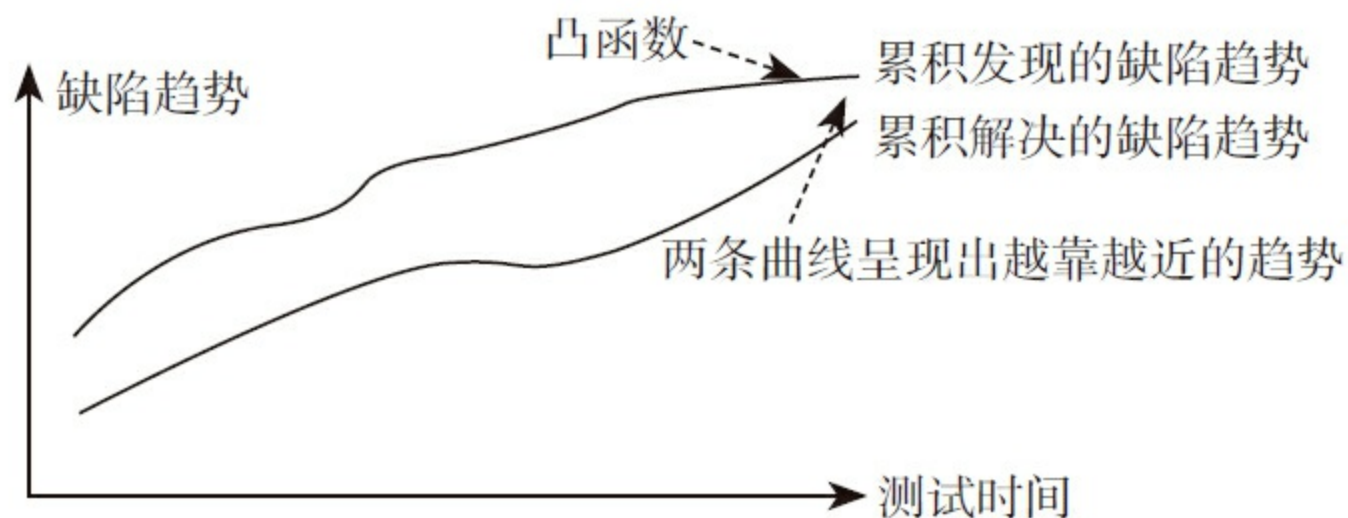 凸函数
缺陷趋势
累积发现的缺陷趋势
累积解决的缺陷趋势
两条曲线呈现出越靠越近的趋势
测试时间